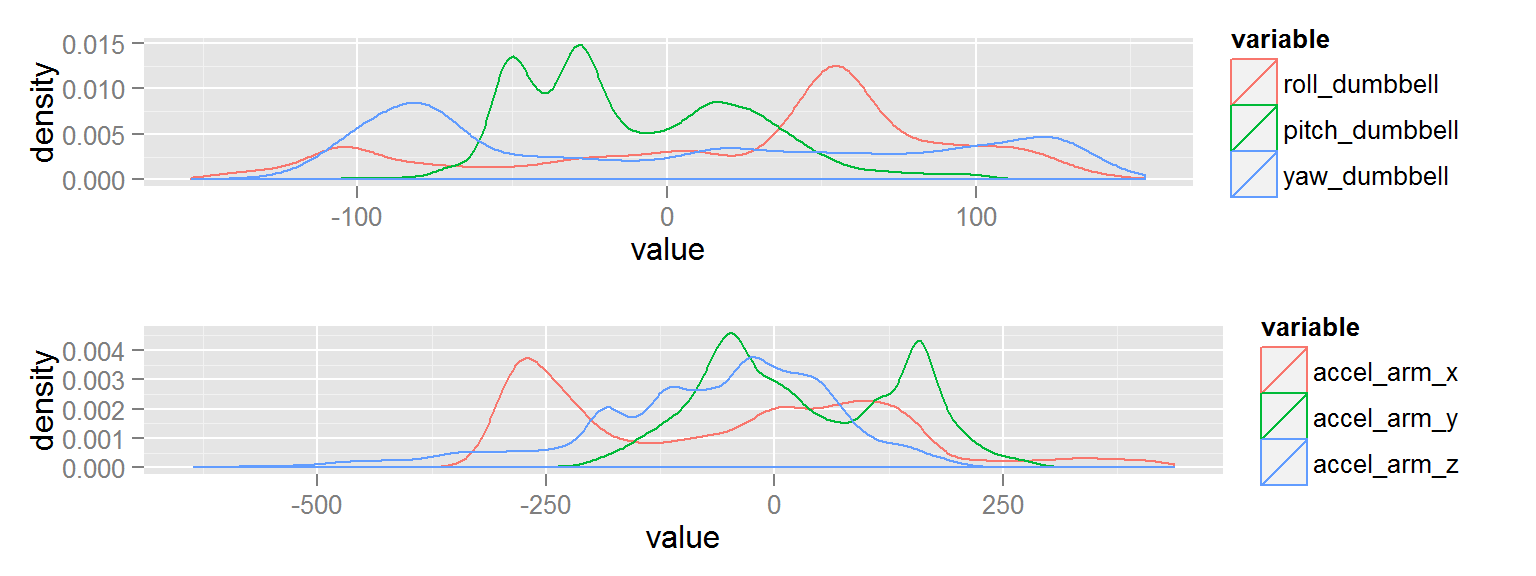 0.015
0.010
0.005
0.000
density
-100 0 100
value
variable
roll_dumbbell
pitch_dumbbell
yaw_dumbbell
0.004
0.003
0.002
0.001
0.000
density
-500 -250 0 250
value
variable
accel_arm_x
accel_arm_y
accel_arm_z